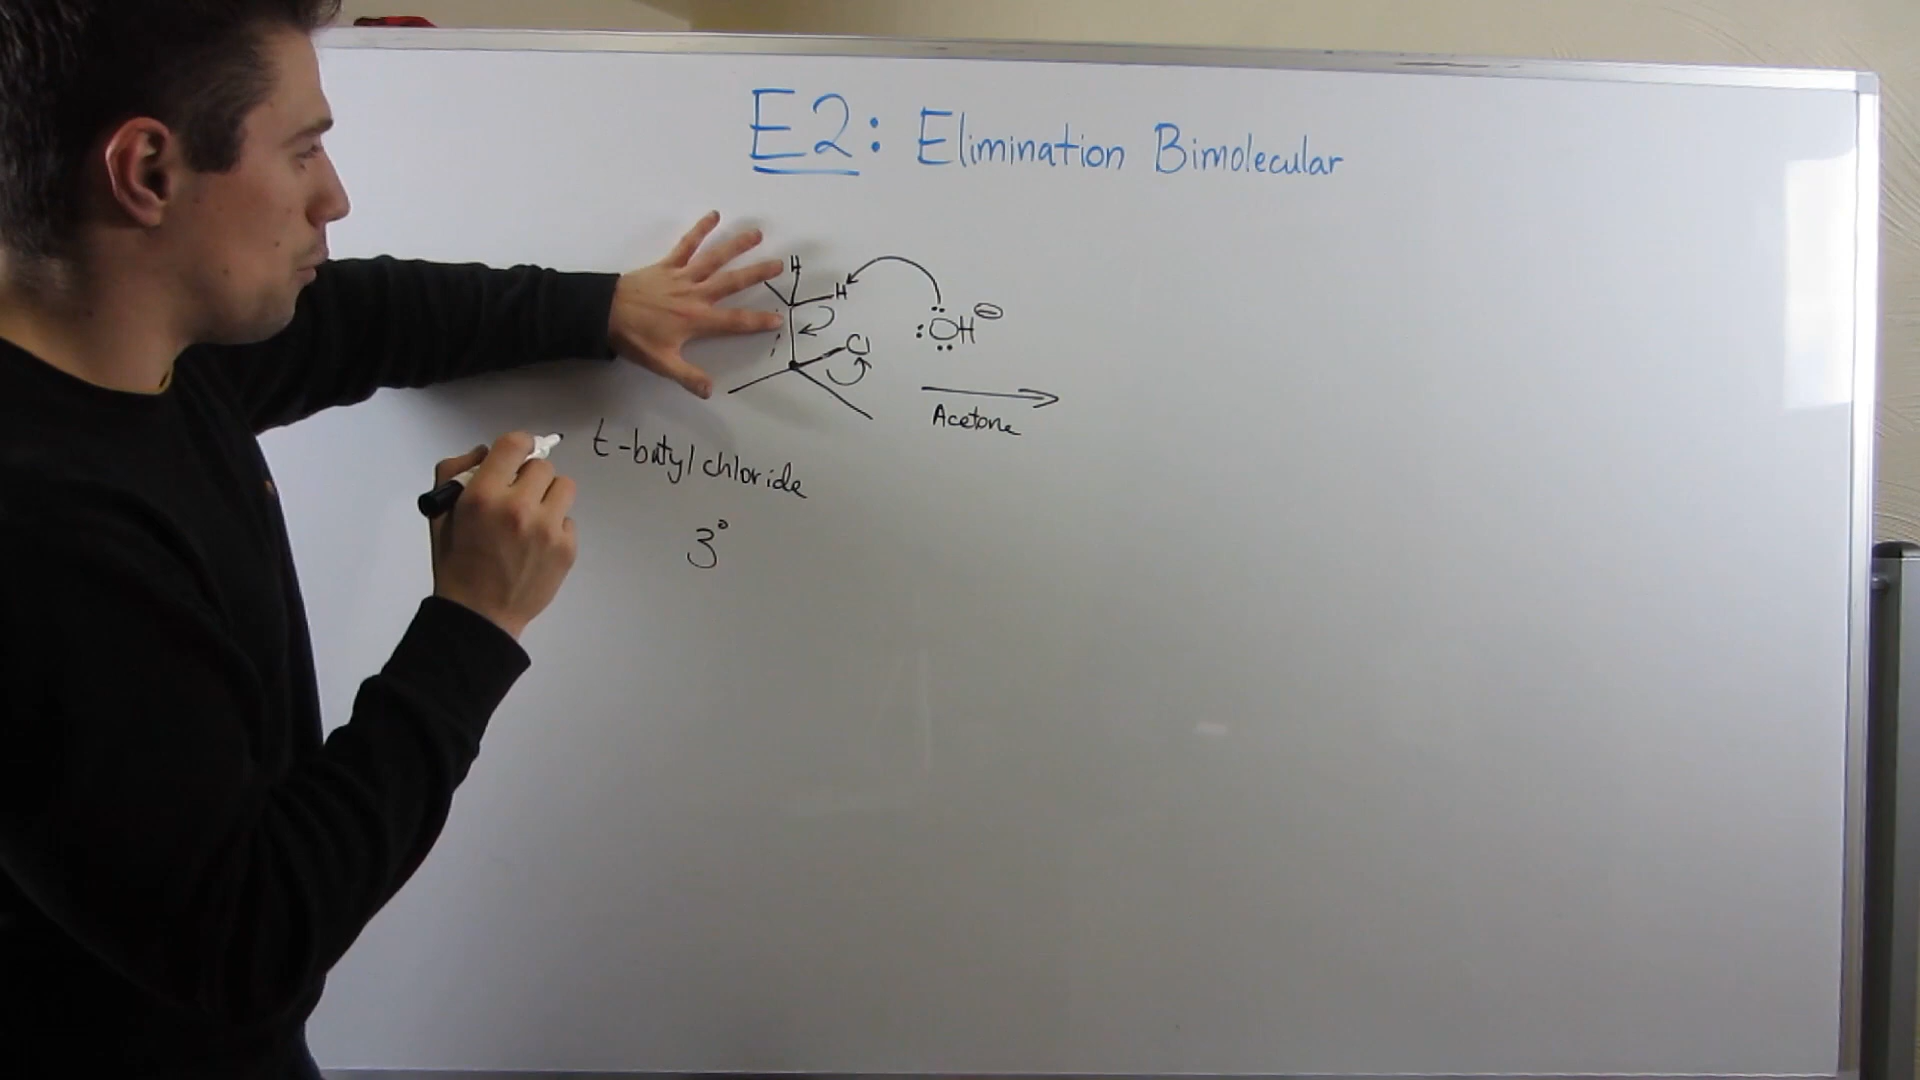 E2: Elimination Bimolecular
H
H
:ÖH⊖
Cl
Acetone
t-butyl chloride
3°